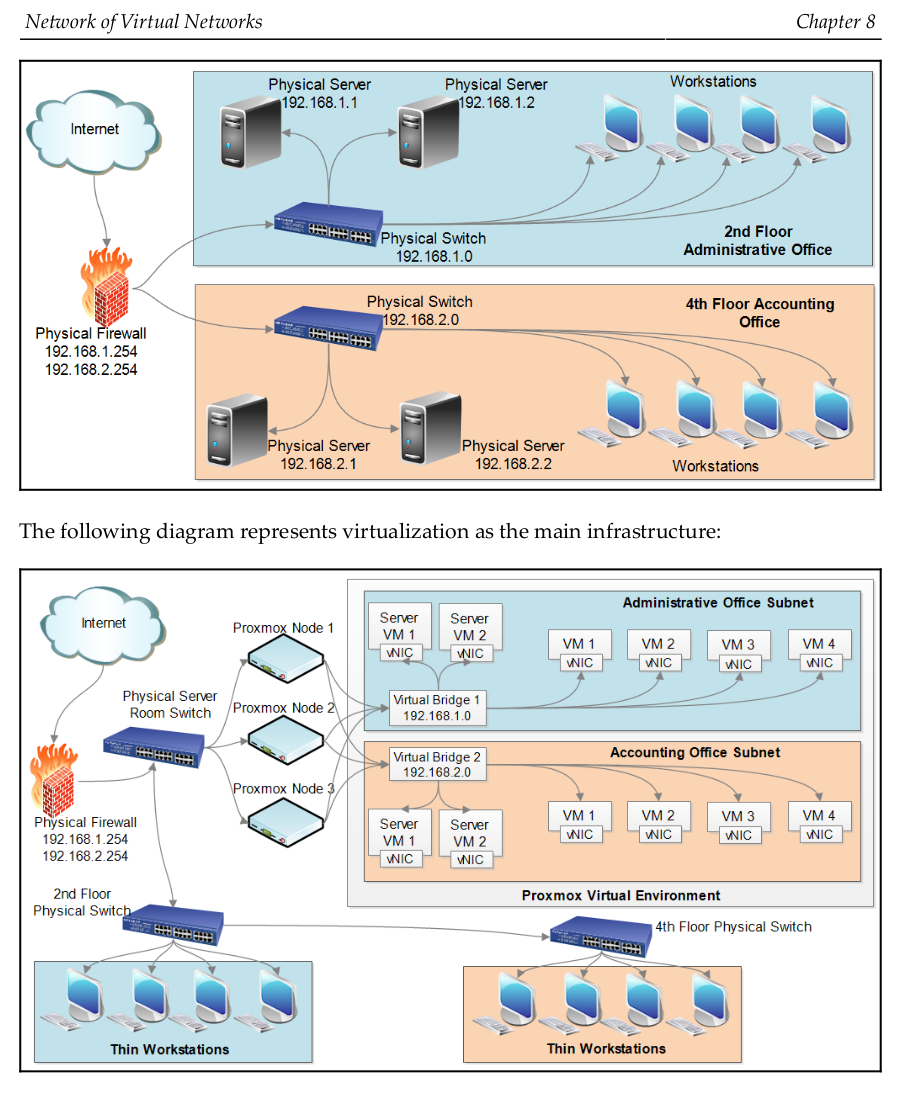 Network of Virtual Networks
Chapter 8
Internet
Physical Server
192.168.1.1
Physical Server
192.168.1.2
Workstations
Physical Switch
192.168.1.0
2nd Floor
Administrative Office
Physical Firewall
192.168.1.254
192.168.2.254
Physical Switch
192.168.2.0
4th Floor Accounting
Office
Physical Server
192.168.2.1
Physical Server
192.168.2.2
Workstations
The following diagram represents virtualization as the main infrastructure:
Internet
Proxmox Node 1
Physical Server
Room Switch
Proxmox Node 2
Proxmox Node 3
Physical Firewall
192.168.1.254
192.168.2.254
Administrative Office Subnet
Server
VM 1
vNIC
Server
VM 2
vNIC
VM 1
vNIC
VM 2
vNIC
VM 3
vNIC
VM 4
vNIC
Virtual Bridge 1
192.168.1.0
Accounting Office Subnet
Virtual Bridge 2
192.168.2.0
Server
VM 1
vNIC
Server
VM 2
vNIC
VM 1
vNIC
VM 2
vNIC
VM 3
vNIC
VM 4
vNIC
Proxmox Virtual Environment
2nd Floor
Physical Switch
4th Floor Physical Switch
Thin Workstations
Thin Workstations